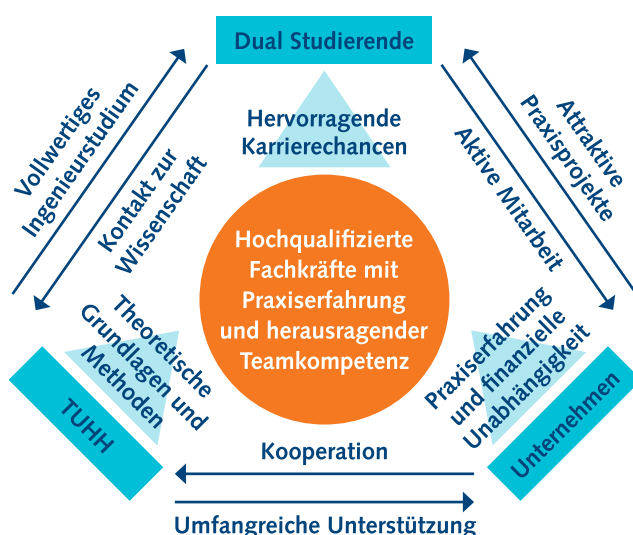 Dual Studierende
Vollwertiges
Ingenieurstudium
Kontakt zur
Wissenschaft
Hervorragende
Karrierechancen
Aktive Mitarbeit
Attraktive
Praxisprojekte
Hochqualifizierte
Fachkräfte mit
Praxiserfahrung
und herausragender
Teamkompetenz
Theoretische
Grundlagen und
Methoden
TUHH
Praxiserfahrung
und finanzielle
Unabhängigkeit
Unternehmen
Kooperation
Umfangreiche Unterstützung